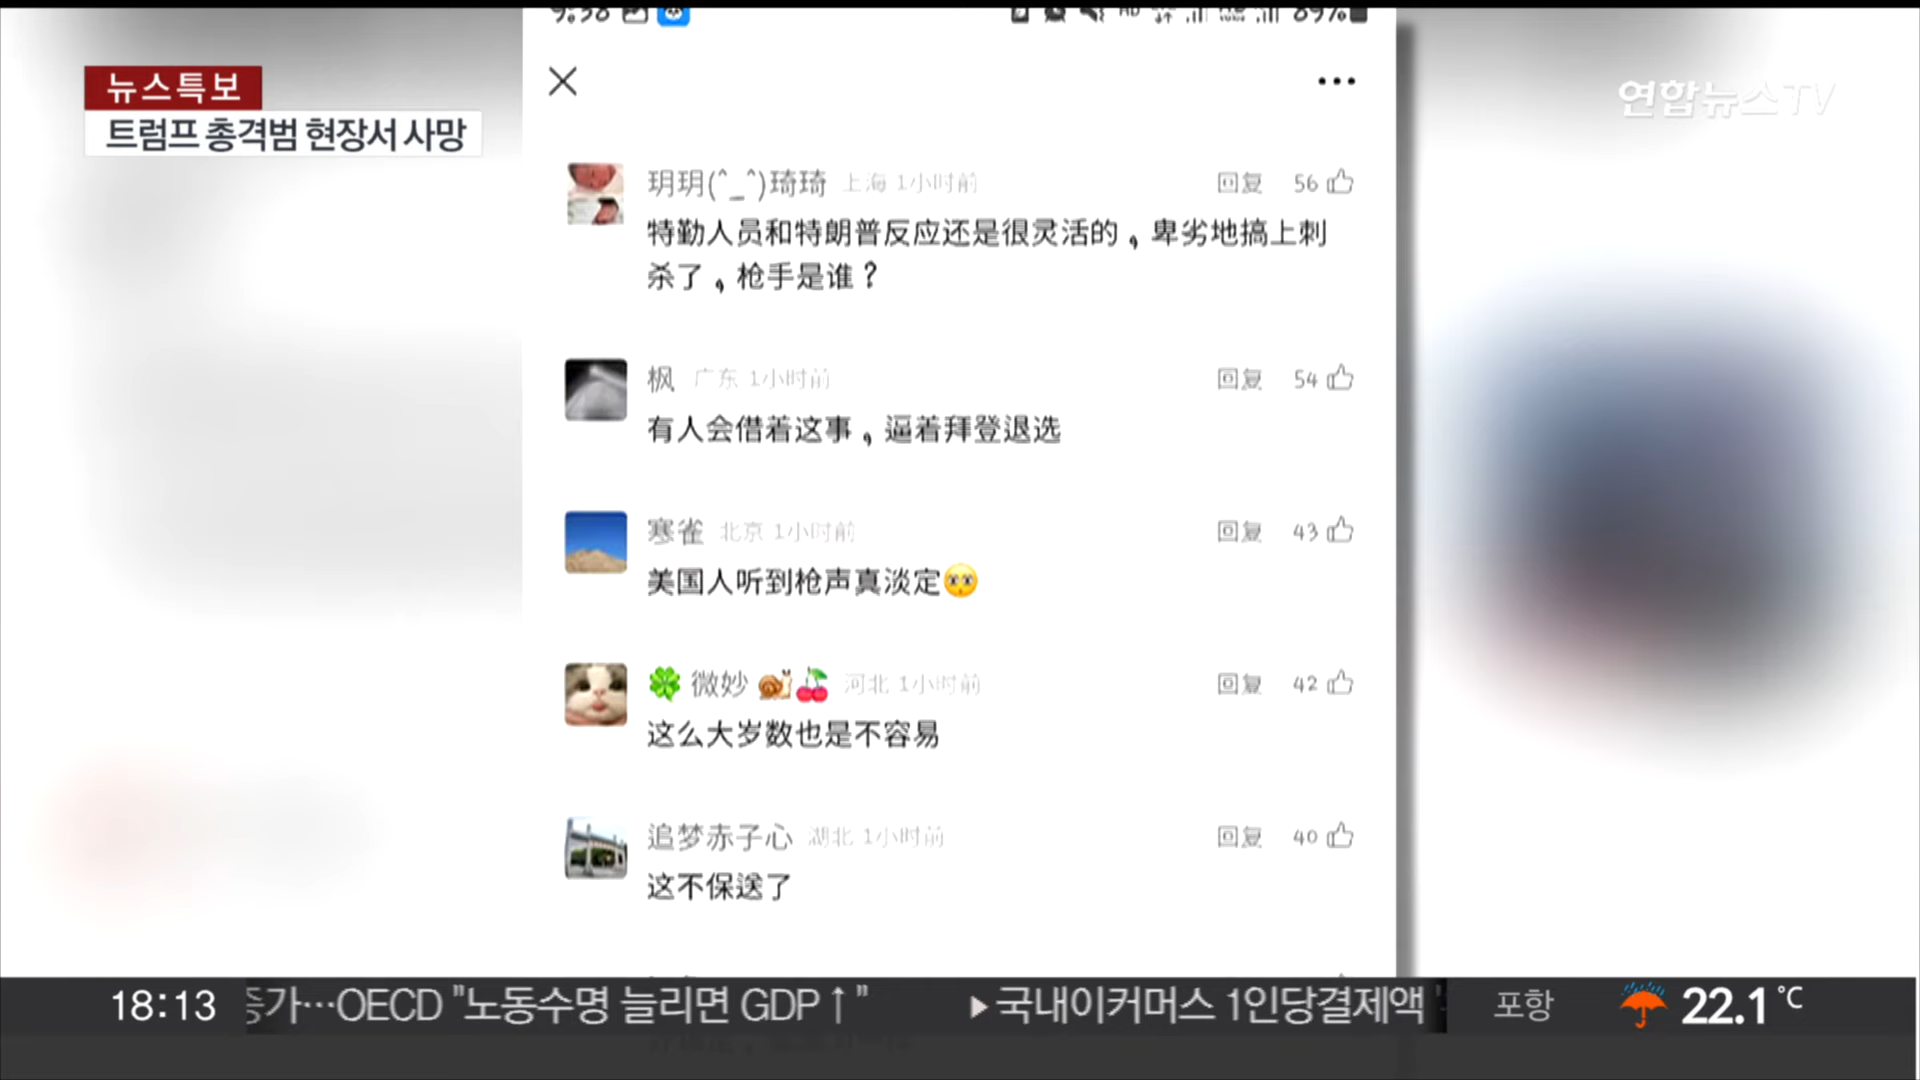 9:58
HD
89%
뉴스특보
트럼프 총격범 현장서 사망
연합뉴스TV
玥玥(^_^)琦琦 上海 1小时前 回复 56
特勤人员和特朗普反应还是很灵活的，卑劣地搞上刺
杀了，枪手是谁？
枫 广东 1小时前 回复 54
有人会借着这事，逼着拜登退选
寒雀 北京 1小时前 回复 43
美国人听到枪声真淡定🫢
🍀 微妙 🐌🍒 河北 1小时前 回复 42
这么大岁数也是不容易
追梦赤子心 湖北 1小时前 回复 40
这不保送了
18:13 증가…OECD "노동수명 늘리면 GDP↑" ▶국내이커머스 1인당결제액 포항 22.1℃